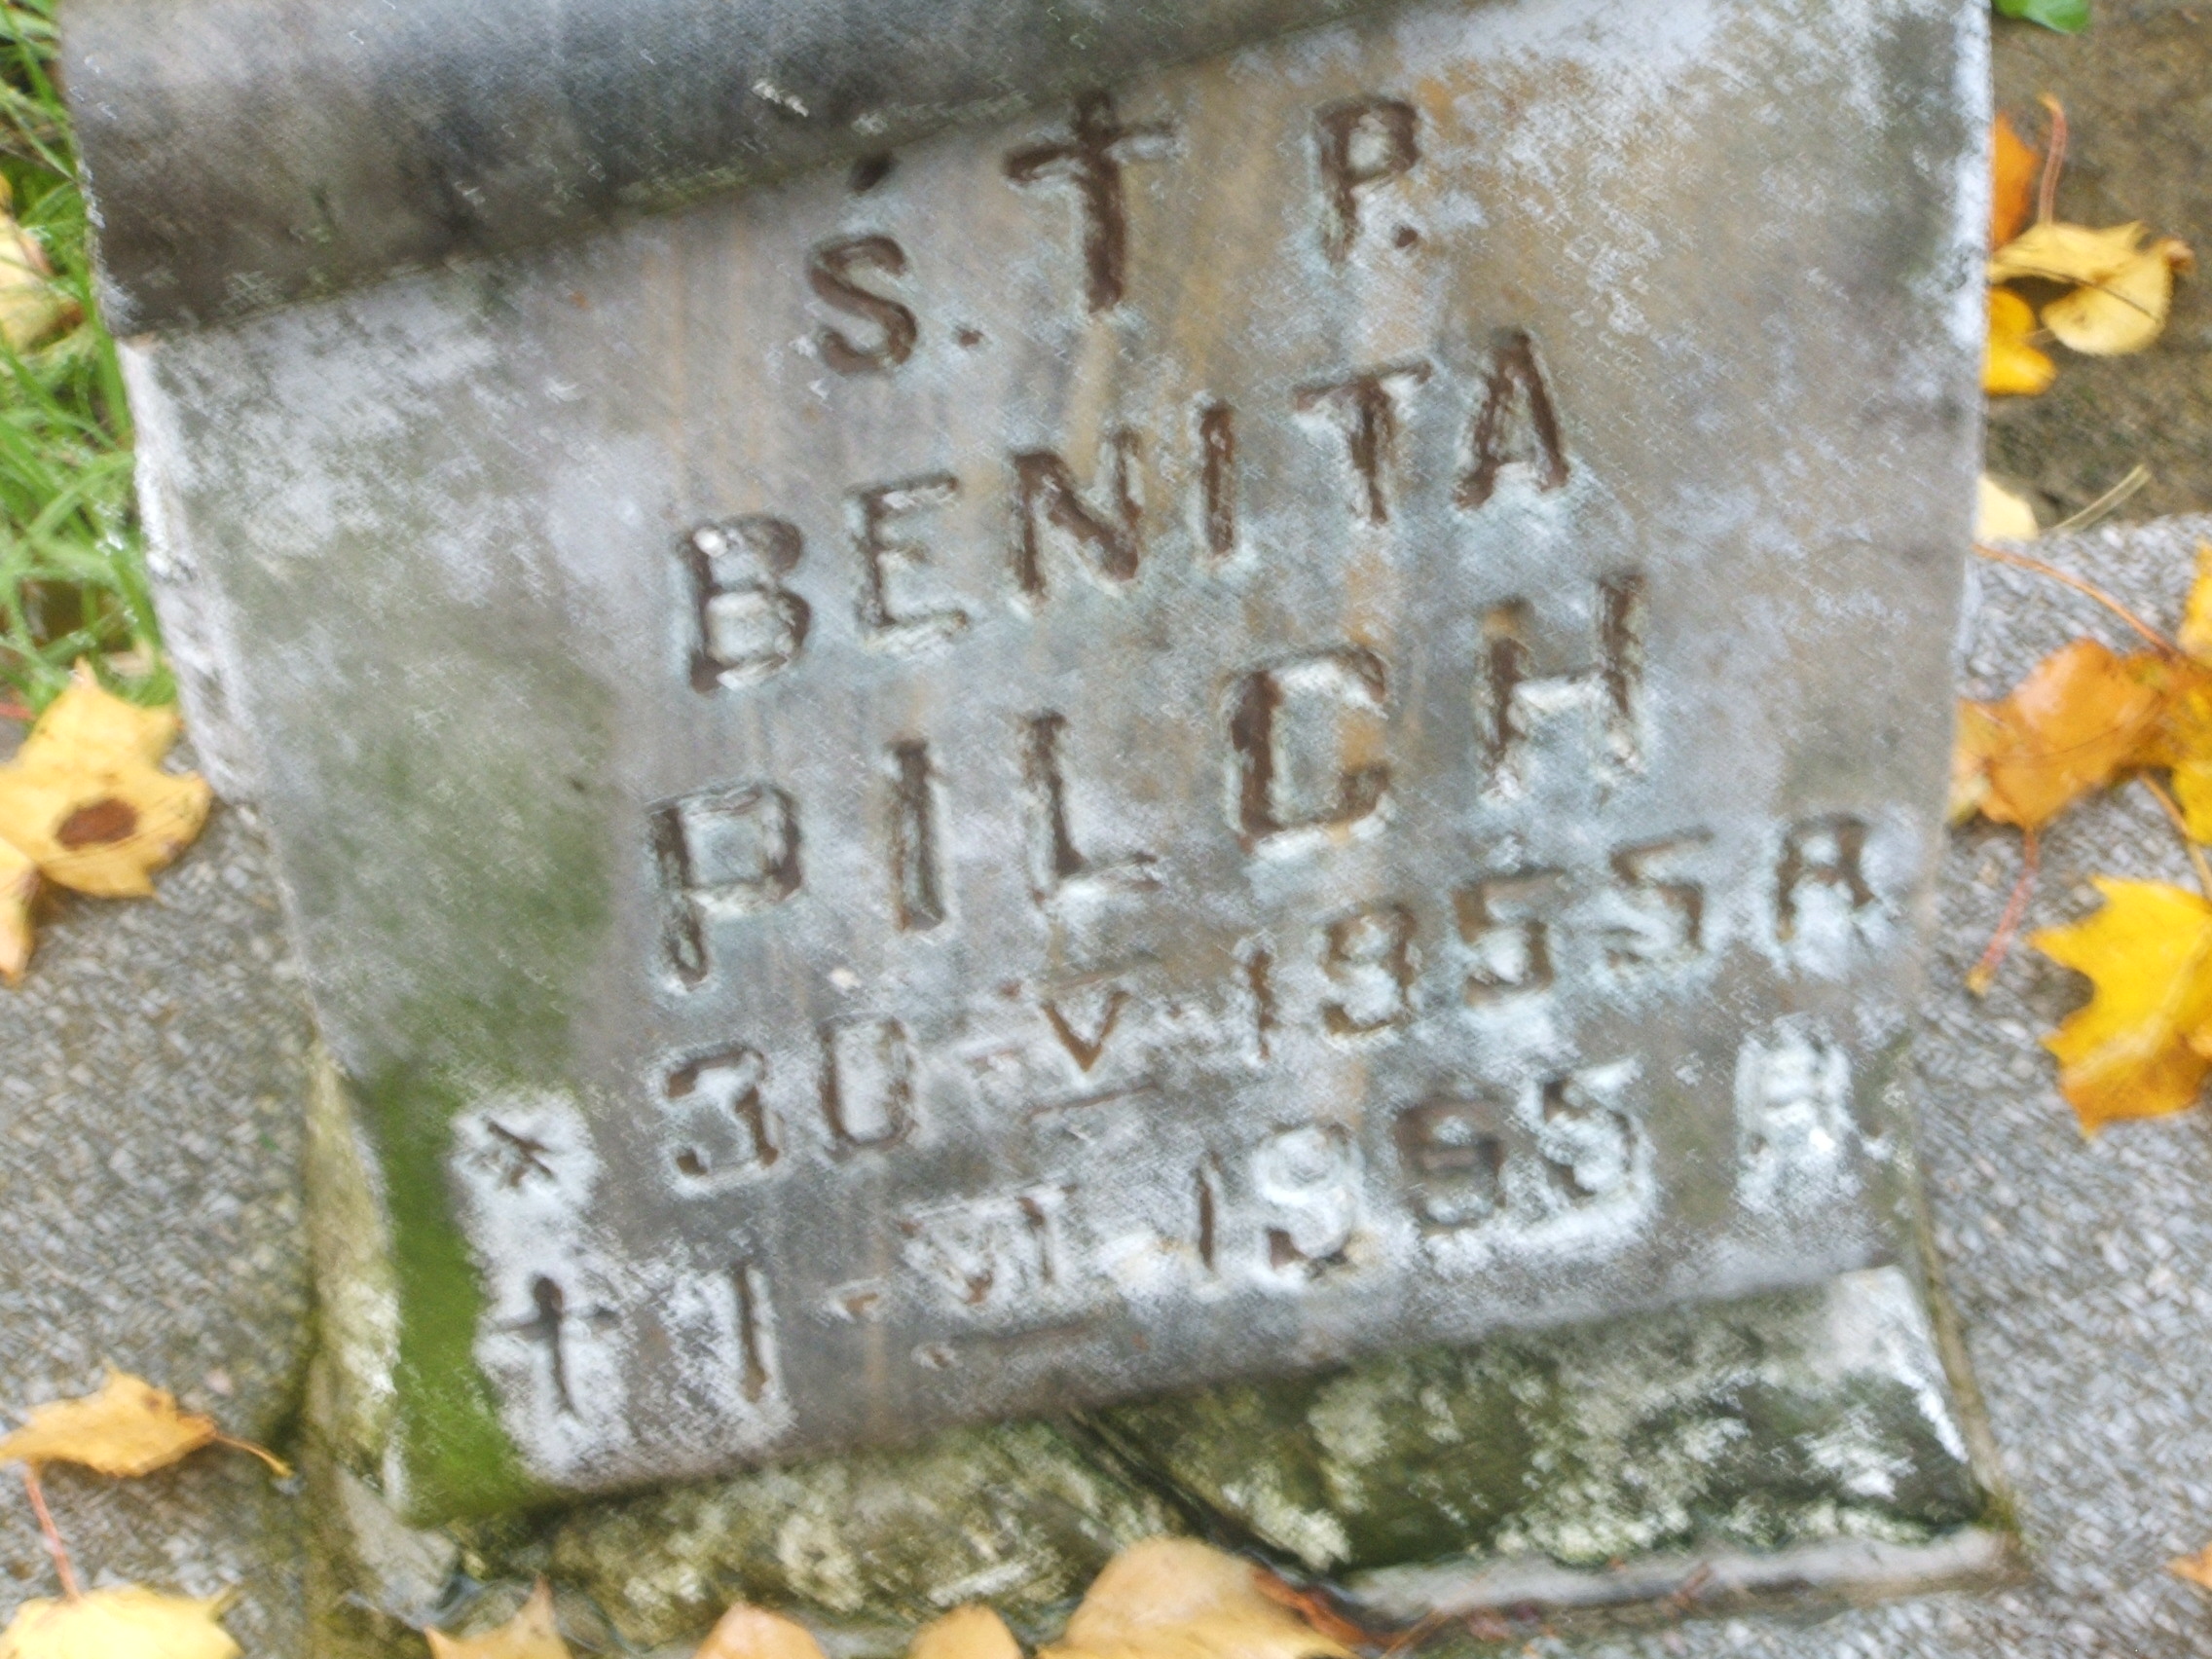 Ś. † P.
BENITA
PILCH
* 30-V-1955 R
† 1-VI-1965 R